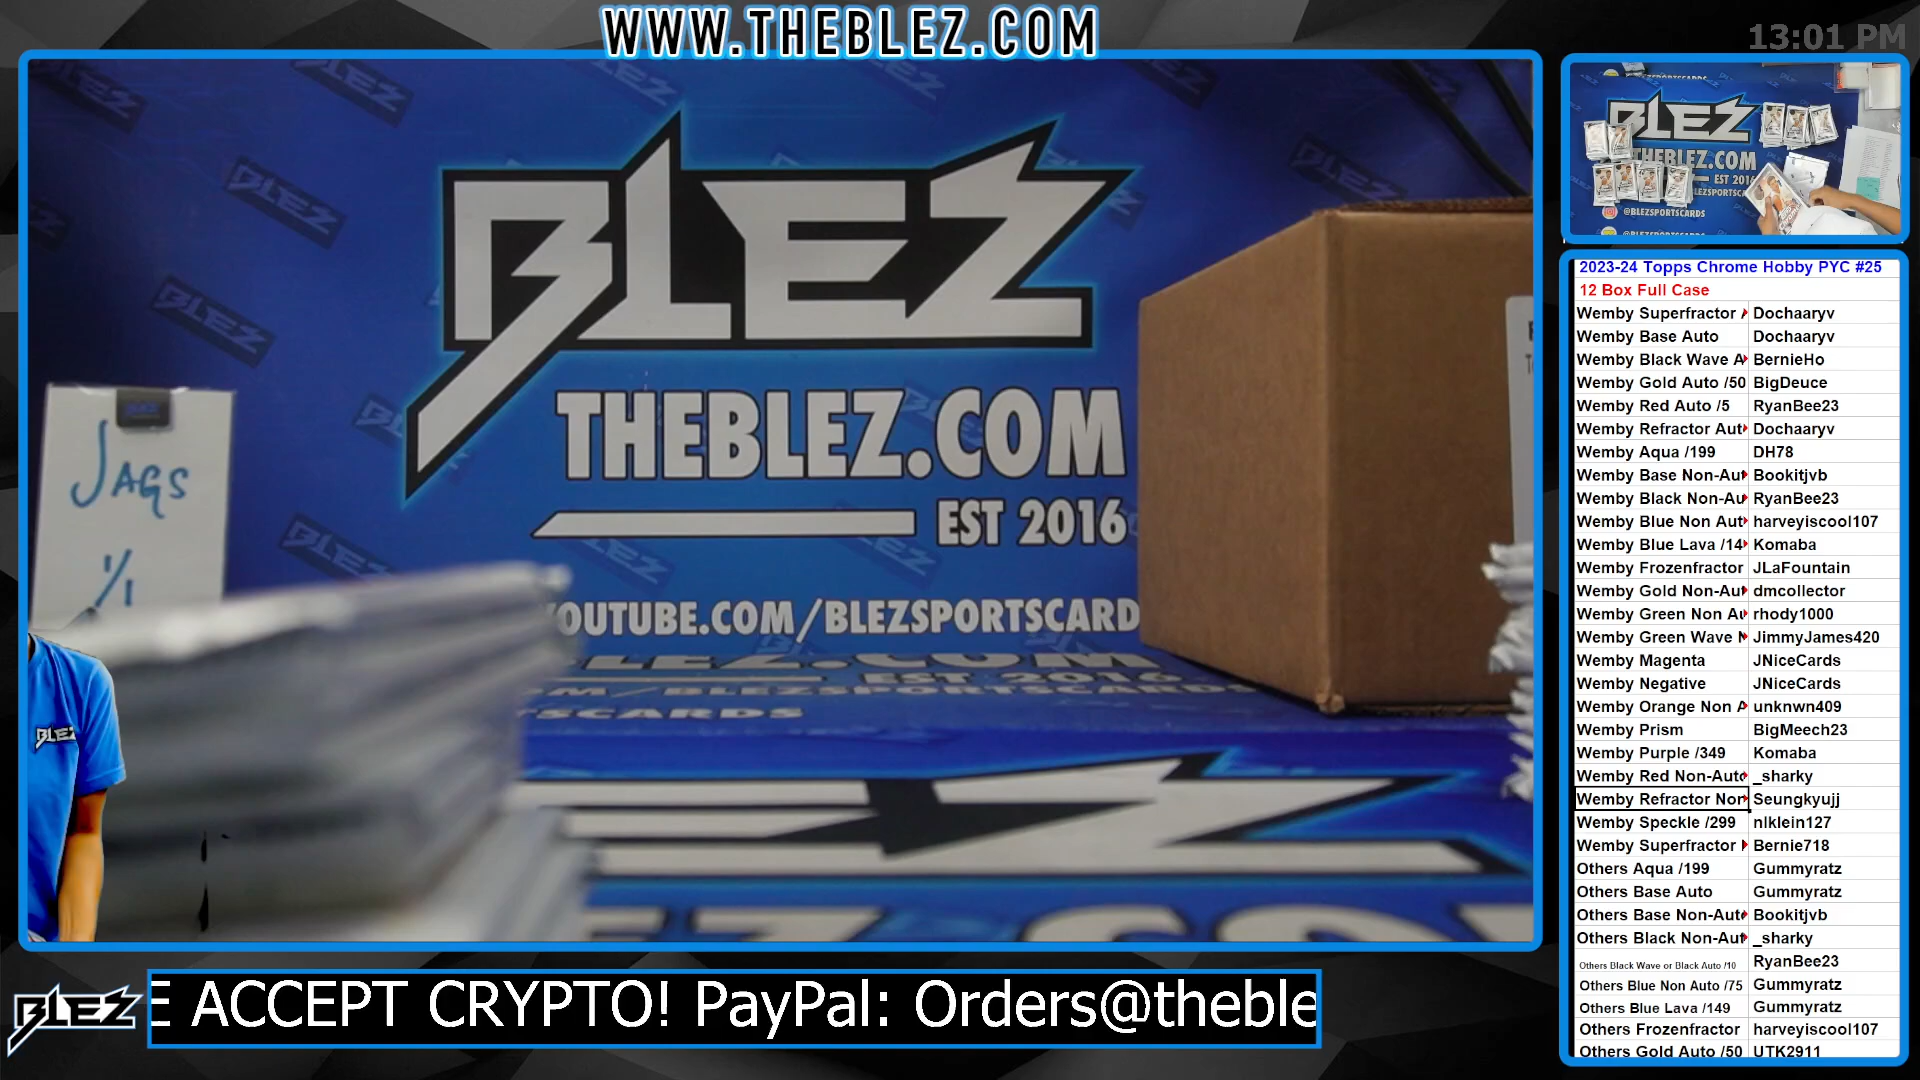 WWW.THEBLEZ.COM
13:01 PM
BLEZ
THEBLEZ.COM
EST 2016
YOUTUBE.COM/BLEZSPORTSCARD
BLEZ.COM
EST 2016
JAGS
1/1
BLEZ
BLEZ
THEBLEZ.COM
EST 2016
@BLEZSPORTSCARDS
2023-24 Topps Chrome Hobby PYC #25
12 Box Full Case
Wemby Superfractor A Dochaaryv
Wemby Base Auto Dochaaryv
Wemby Black Wave A BernieHo
Wemby Gold Auto /50 BigDeuce
Wemby Red Auto /5 RyanBee23
Wemby Refractor Aut Dochaaryv
Wemby Aqua /199 DH78
Wemby Base Non-Aut Bookitjvb
Wemby Black Non-Au RyanBee23
Wemby Blue Non Aut harveyiscool107
Wemby Blue Lava /14 Komaba
Wemby Frozenfractor JLaFountain
Wemby Gold Non-Aut dmcollector
Wemby Green Non Au rhody1000
Wemby Green Wave N JimmyJames420
Wemby Magenta JNiceCards
Wemby Negative JNiceCards
Wemby Orange Non A unknwn409
Wemby Prism BigMeech23
Wemby Purple /349 Komaba
Wemby Red Non-Auto _sharky
Wemby Refractor Non Seungkyujj
Wemby Speckle /299 nlklein127
Wemby Superfractor Bernie718
Others Aqua /199 Gummyratz
Others Base Auto Gummyratz
Others Base Non-Auto Bookitjvb
Others Black Non-Aut _sharky
Others Black Wave or Black Auto /10 RyanBee23
Others Blue Non Auto /75 Gummyratz
Others Blue Lava /149 Gummyratz
Others Frozenfractor harveyiscool107
Others Gold Auto /50 UTK2911
BLEZ
E ACCEPT CRYPTO! PayPal: Orders@theble